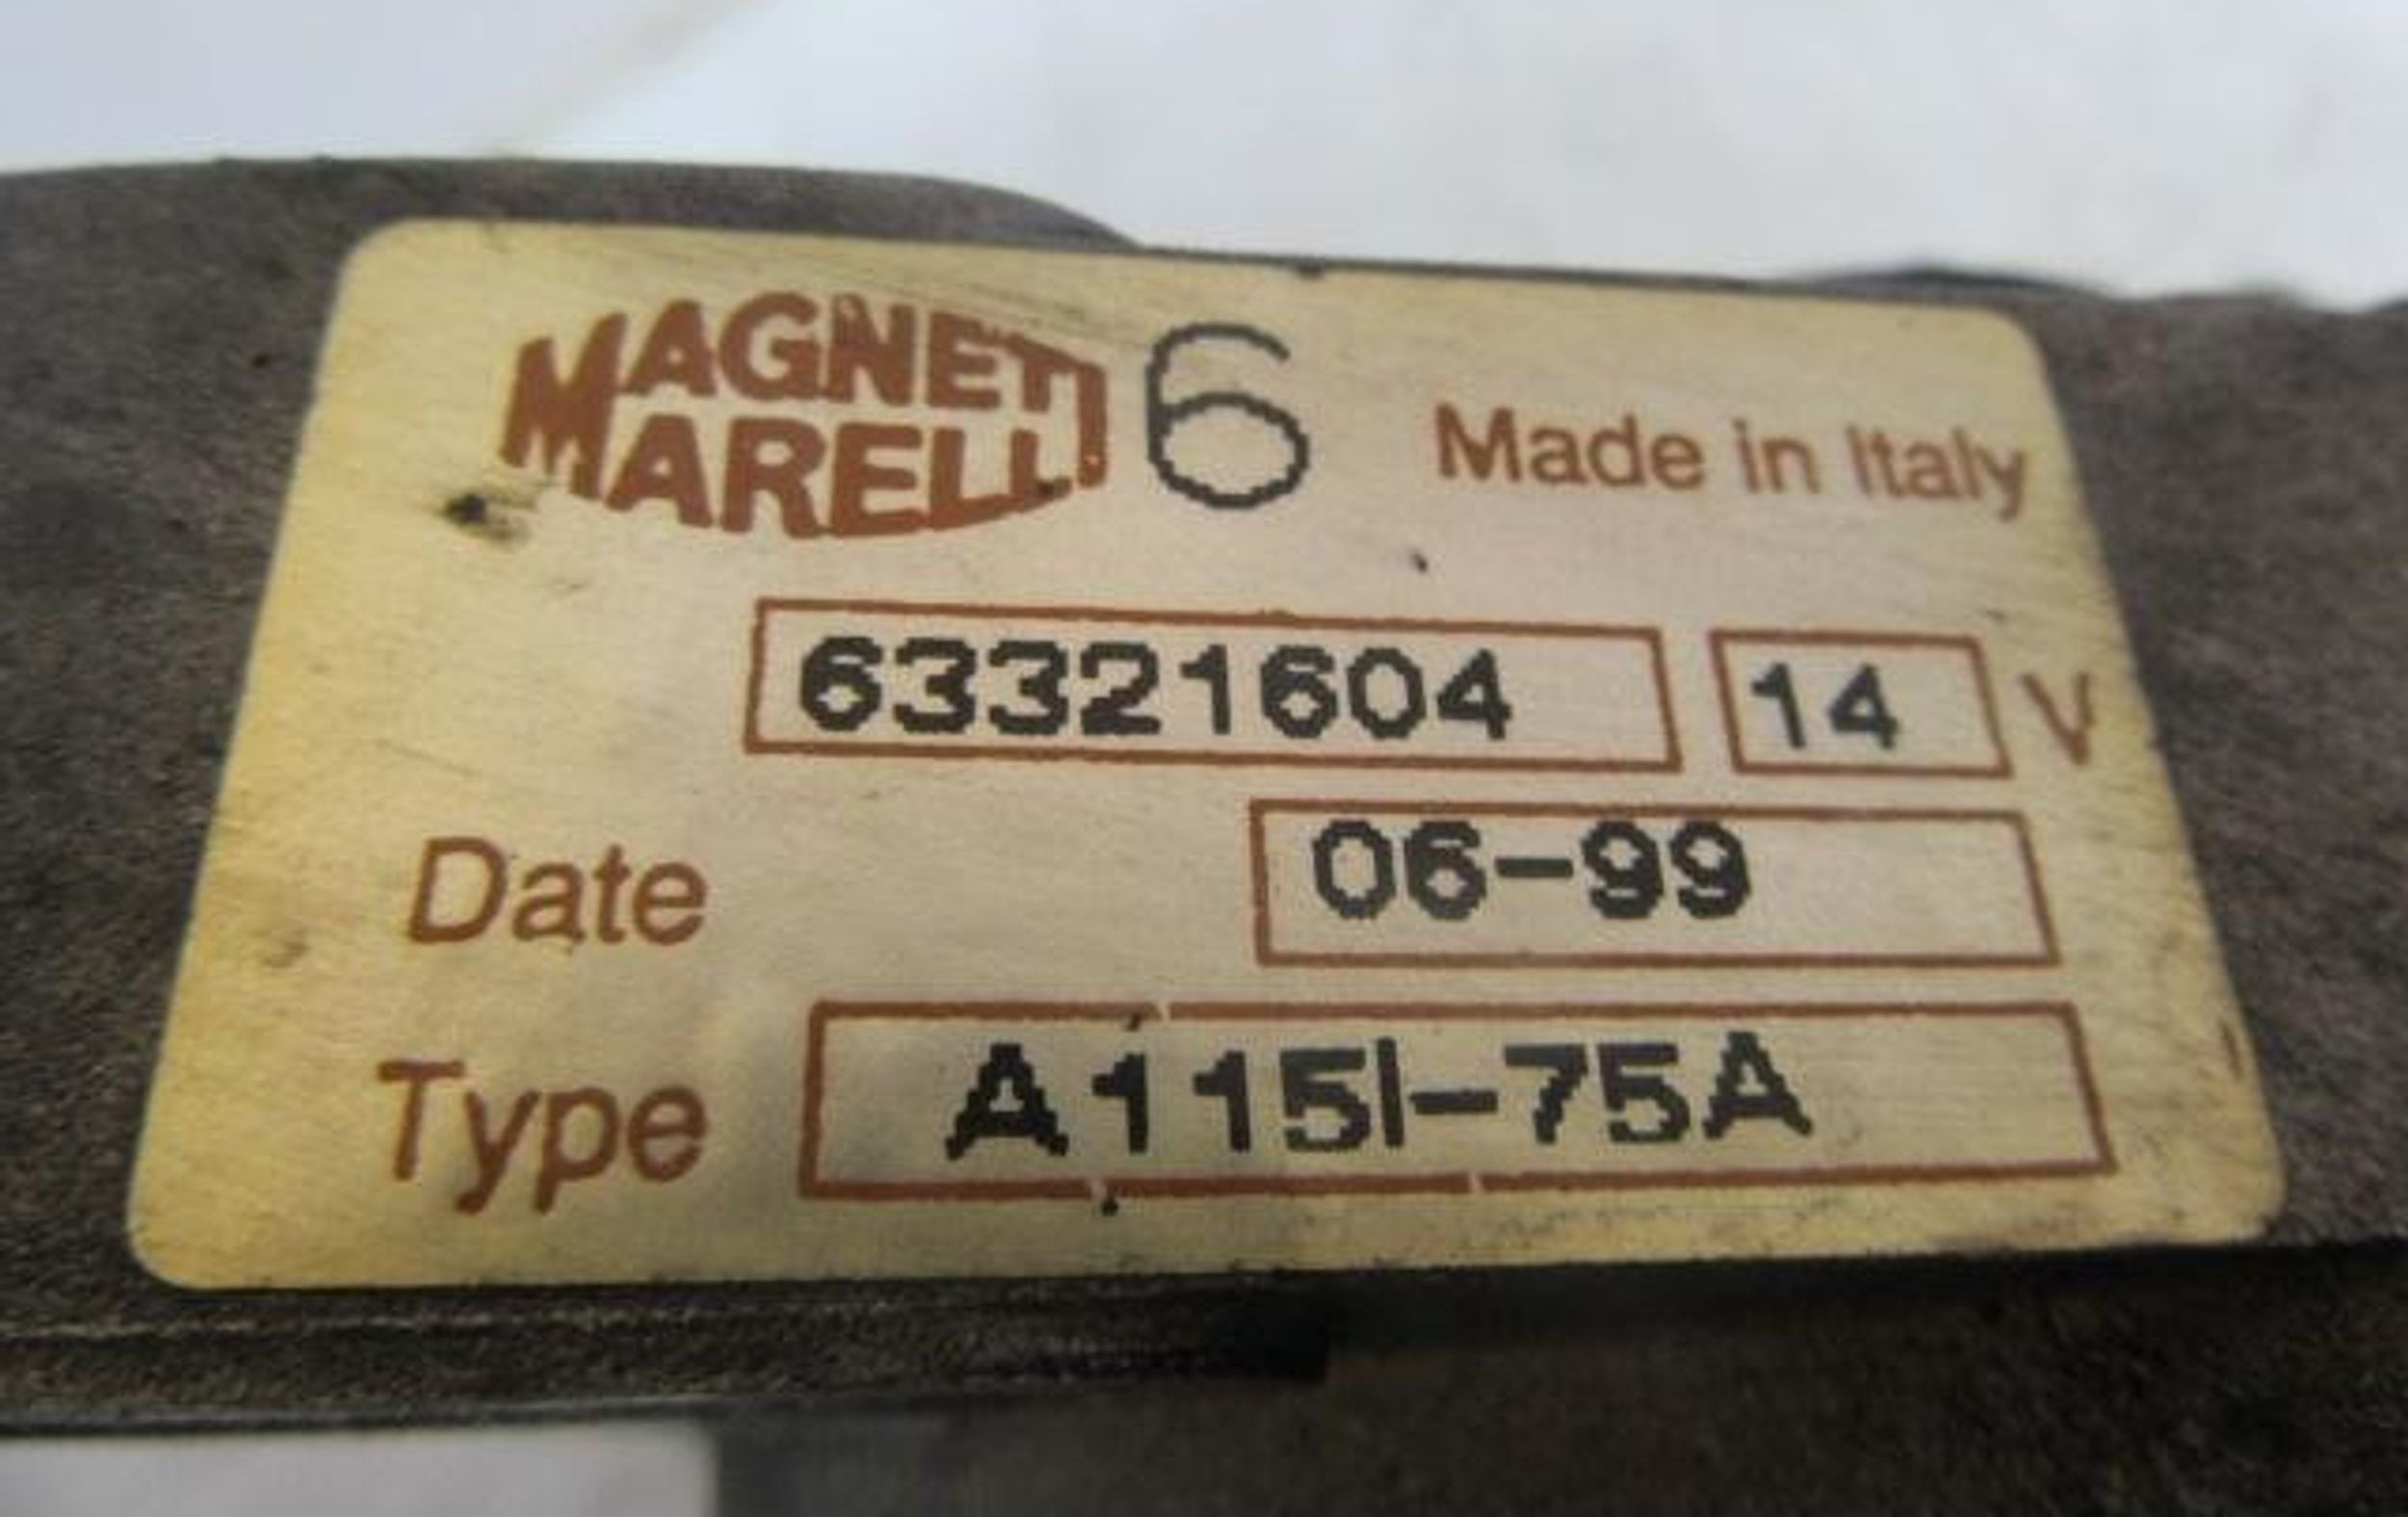 MAGNETI MARELLI 6 Made in Italy
63321604 14 V
Date 06-99
Type A115I-75A